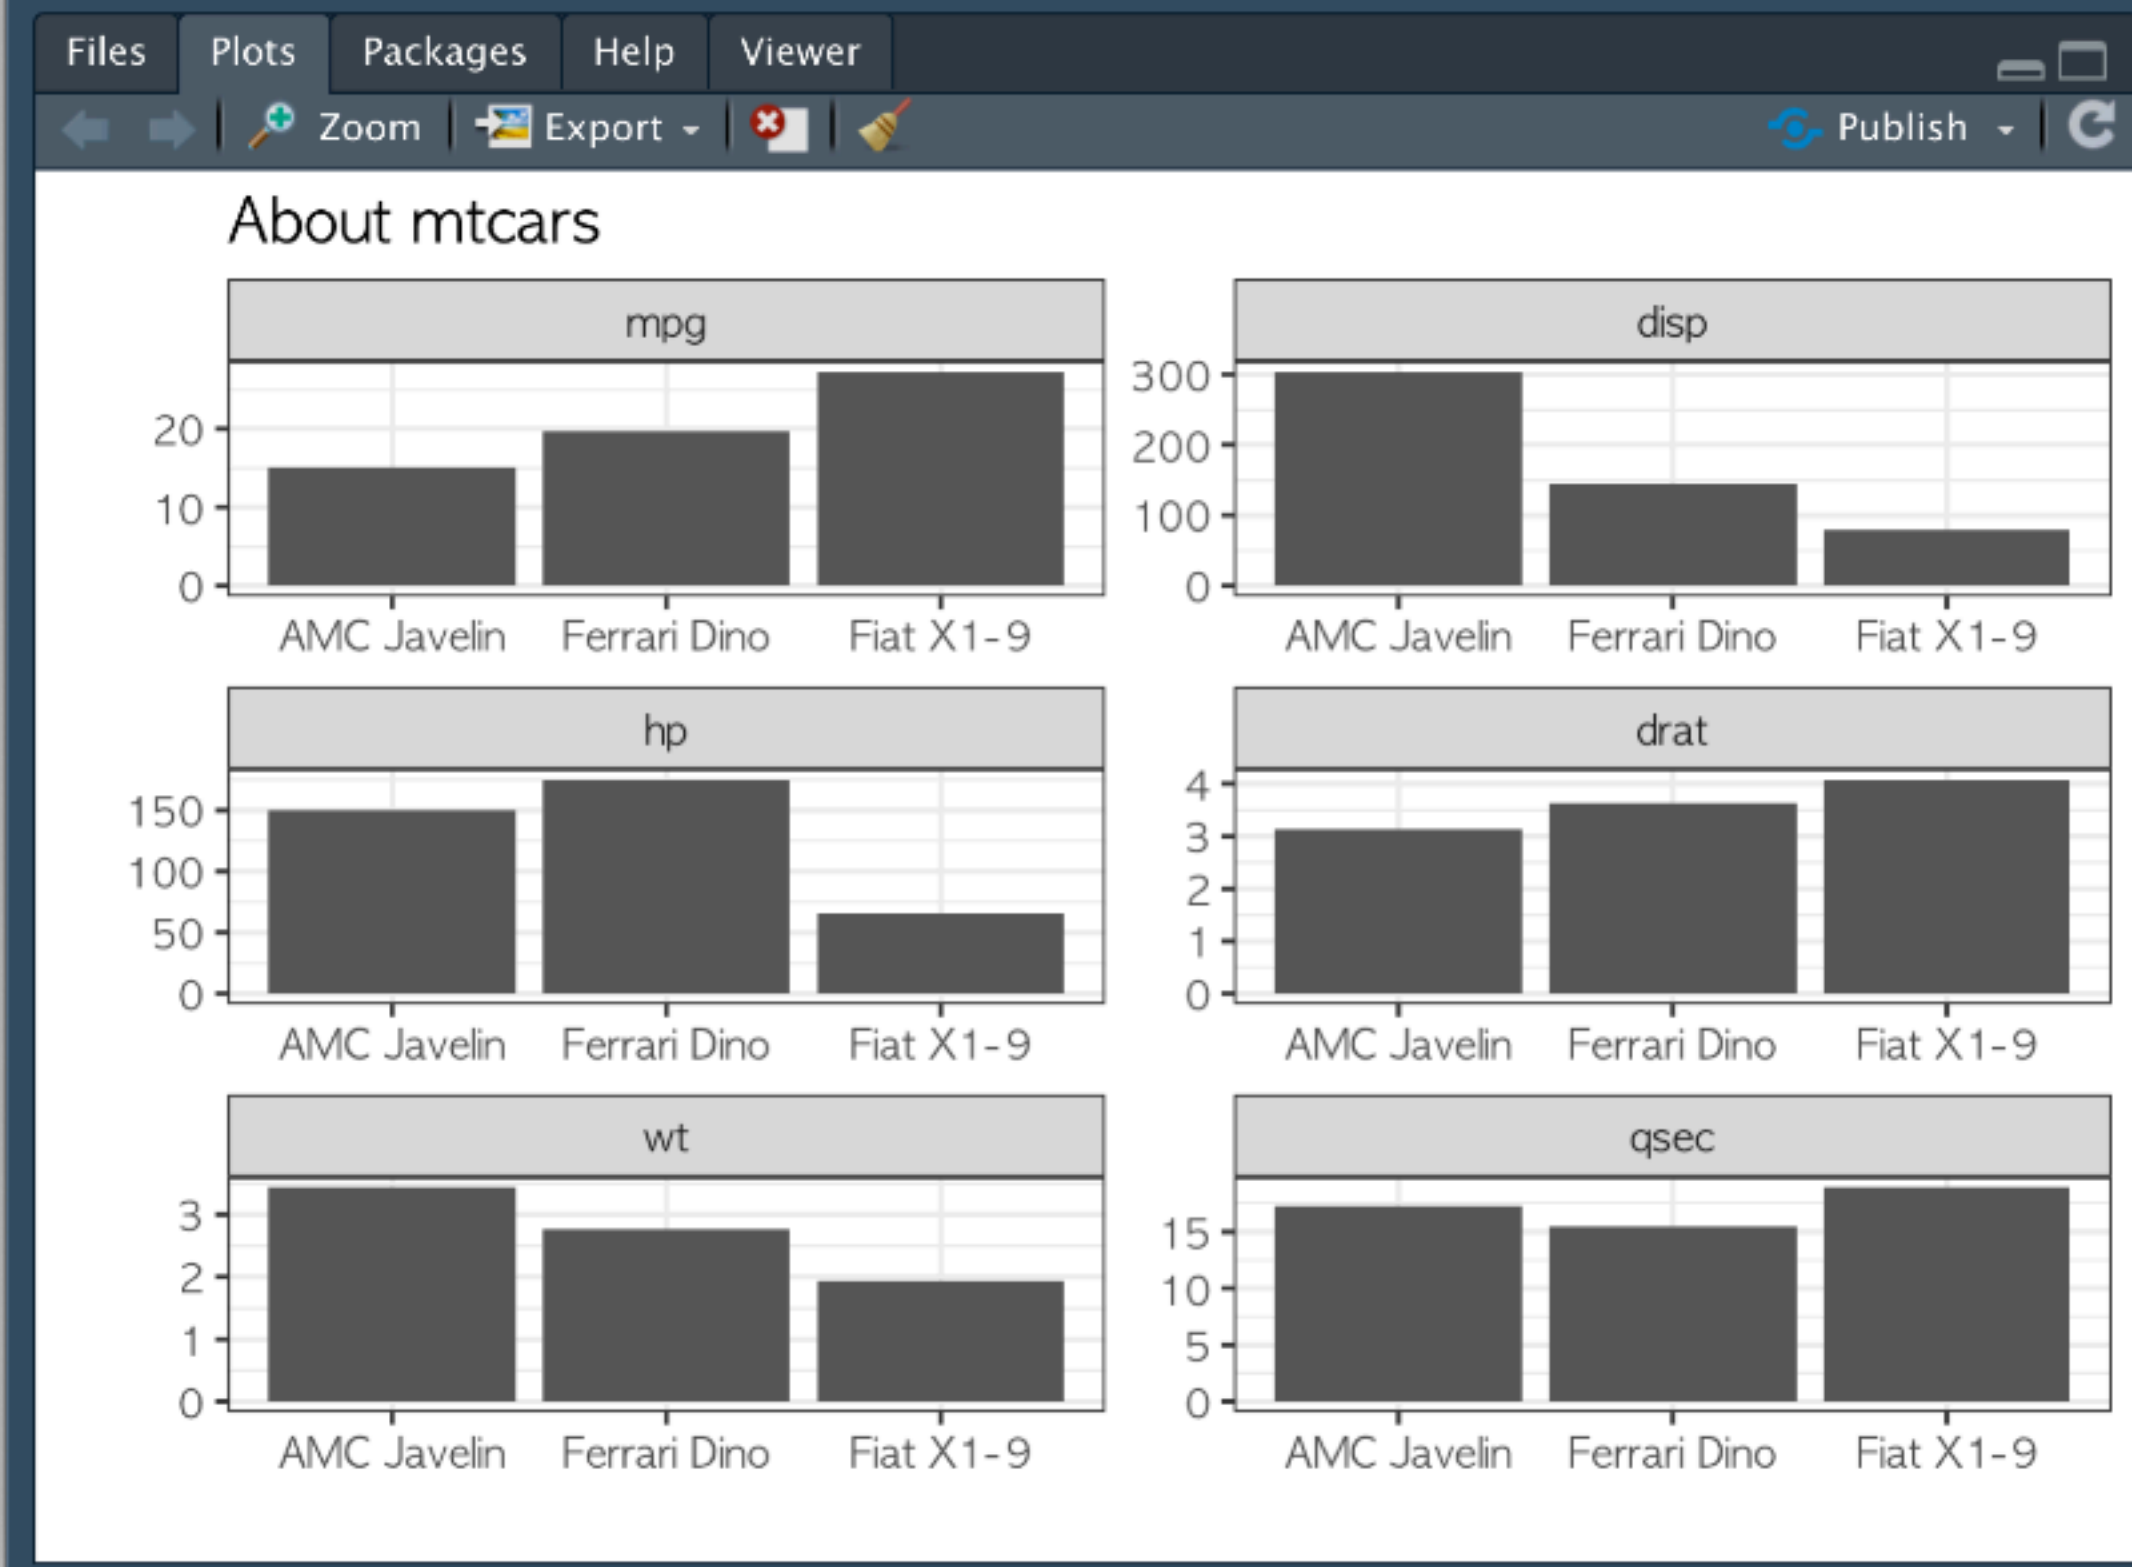 Files Plots Packages Help Viewer
Zoom Export Publish
About mtcars
mpg
20
10
0
AMC Javelin Ferrari Dino Fiat X1-9
disp
300
200
100
0
AMC Javelin Ferrari Dino Fiat X1-9
hp
150
100
50
0
AMC Javelin Ferrari Dino Fiat X1-9
drat
4
3
2
1
0
AMC Javelin Ferrari Dino Fiat X1-9
wt
3
2
1
0
AMC Javelin Ferrari Dino Fiat X1-9
qsec
15
10
5
0
AMC Javelin Ferrari Dino Fiat X1-9